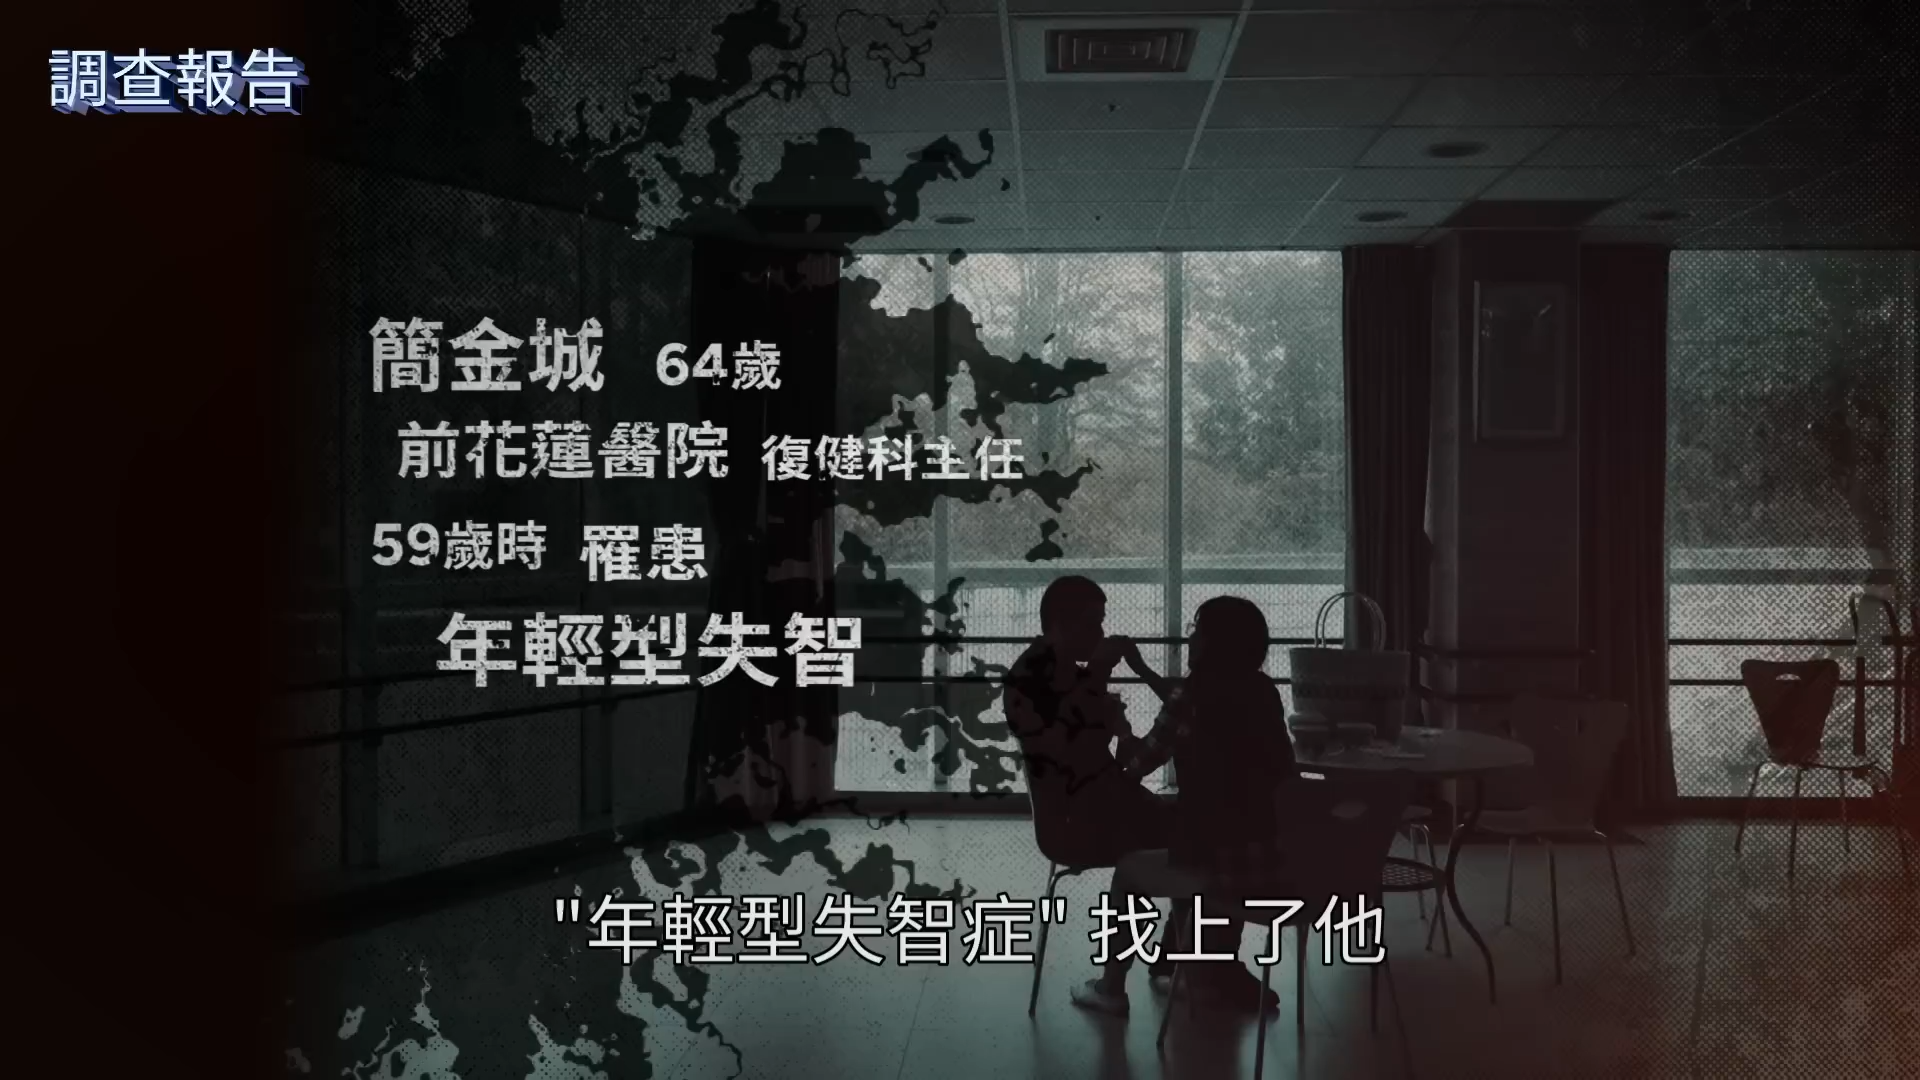 調查報告
簡金城 64歲
前花蓮醫院 復健科主任
59歲時 罹患
年輕型失智
"年輕型失智症" 找上了他